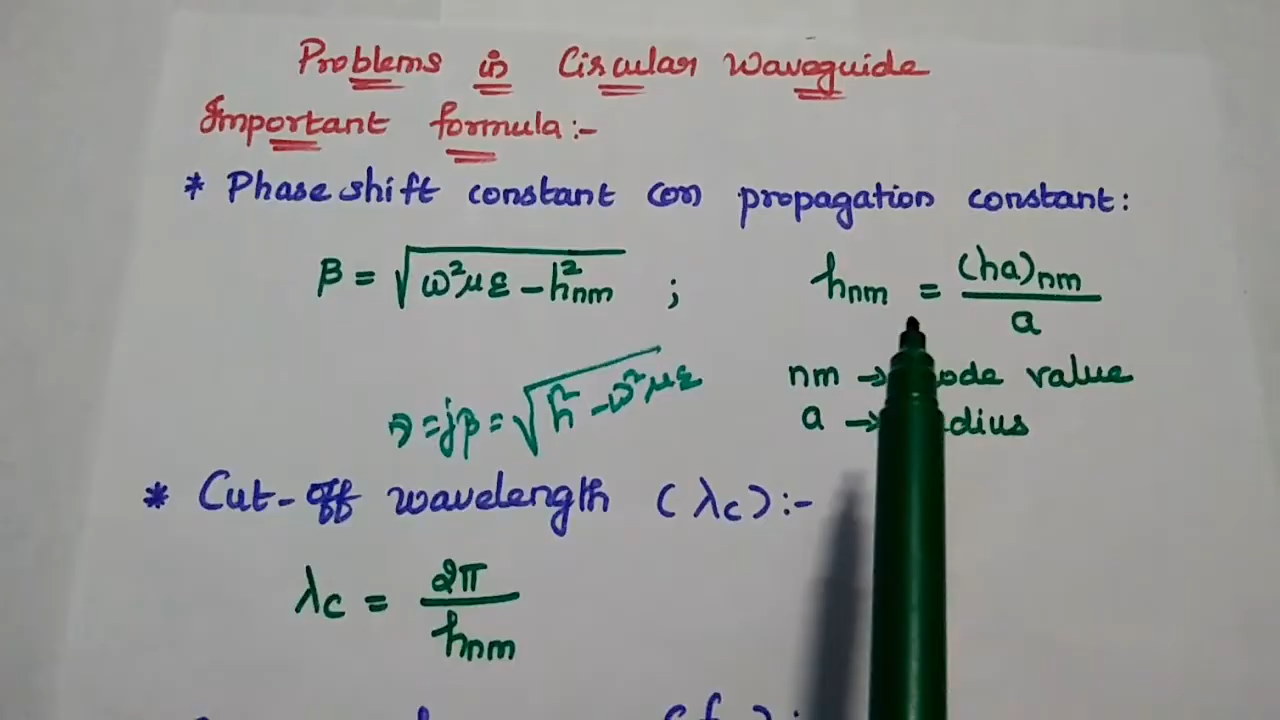 Problems in Circular Waveguide
Important formula:-
* Phase shift constant (or) propagation constant:
β = √ω²με - h²nm ; hnm = (ha)nm / a
nm → ode value
γ = jβ = √h² - ω²με
a → dius
* Cut-off wavelength (λc):-
λc = 2π / hnm